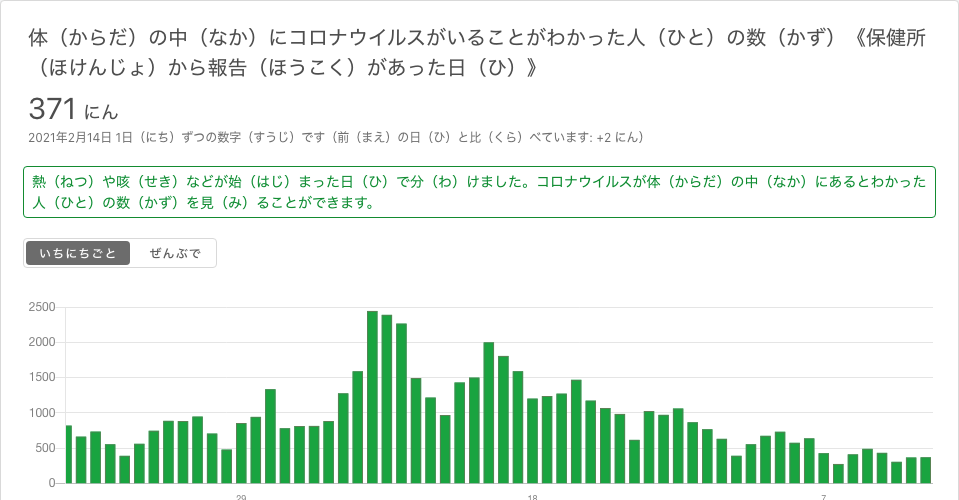 体（からだ）の中（なか）にコロナウイルスがいることがわかった人（ひと）の数（かず）《保健所
（ほけんじょ）から報告（ほうこく）があった日（ひ）》
371 にん
2021年2月14日 1日（にち）ずつの数字（すうじ）です（前（まえ）の日（ひ）と比（くら）べています: +2 にん）
熱（ねつ）や咳（せき）などが始（はじ）まった日（ひ）で分（わ）けました。コロナウイルスが体（からだ）の中（なか）にあるとわかった
人（ひと）の数（かず）を見（み）ることができます。
いちにちごと ぜんぶで
2500
2000
1500
1000
500
0
29 18 7